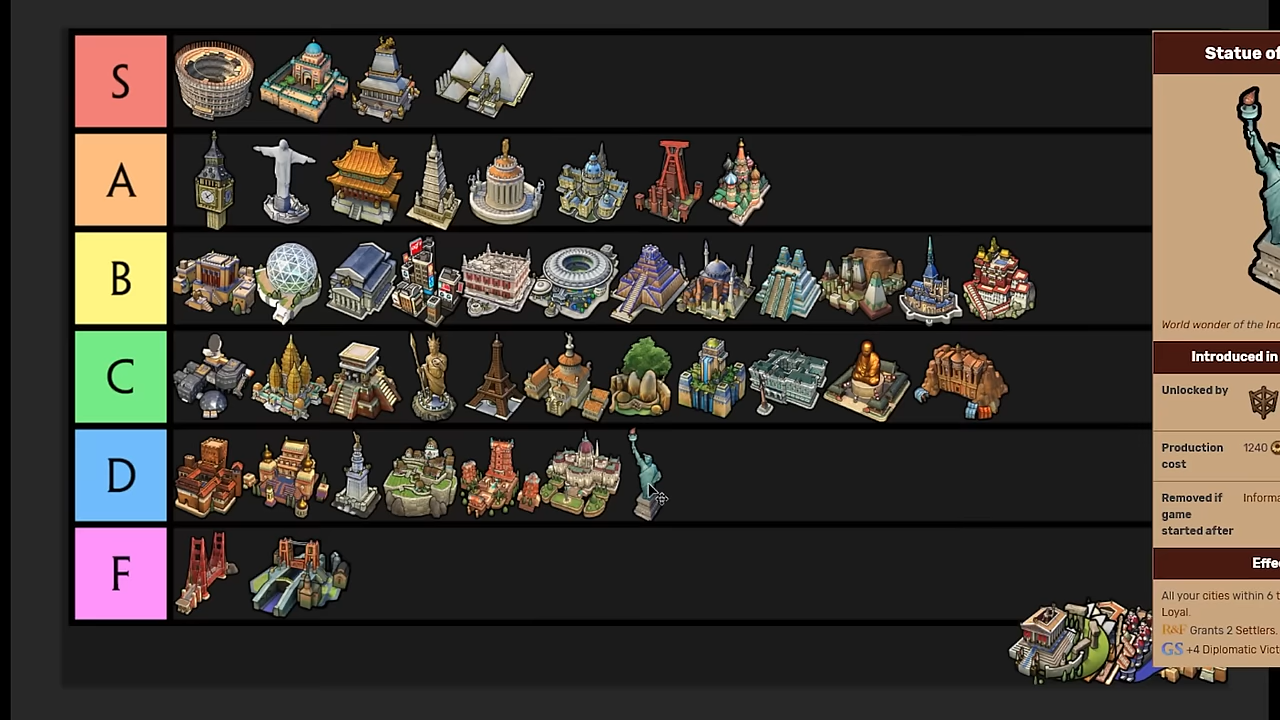 S
A
B
C
D
F
Statue of
World wonder of the Ind
Introduced in
Unlocked by
Production
cost
1240
Removed if
game
started after
Informa
Effe
All your cities within 6 t
Loyal.
R&F Grants 2 Settlers.
GS +4 Diplomatic Vict